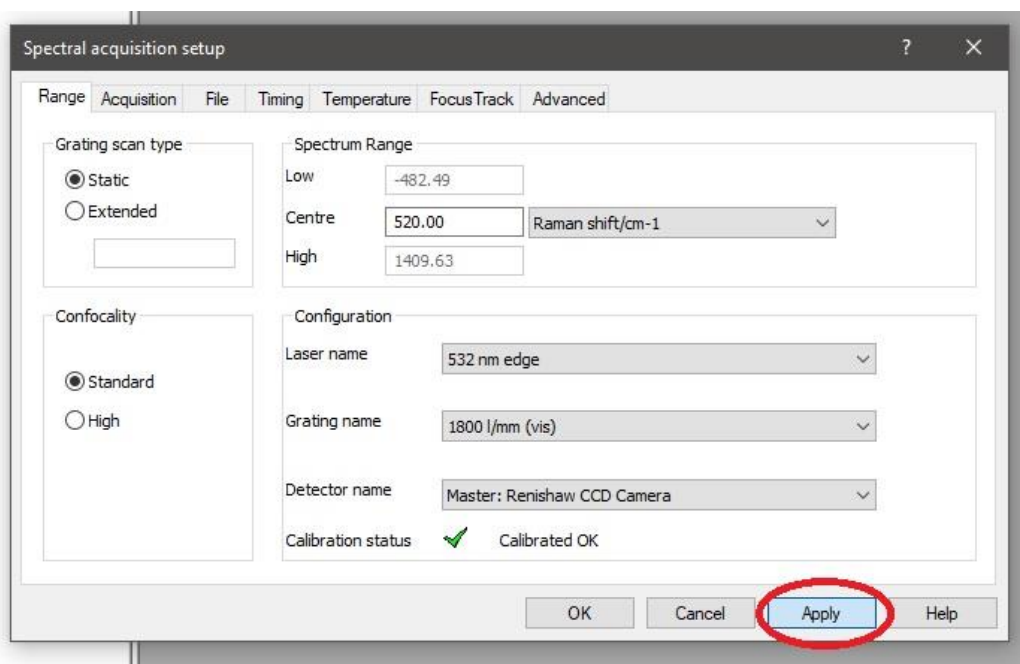 Spectral acquisition setup ? ×
Range Acquisition File Timing Temperature FocusTrack Advanced
Grating scan type
Static
Extended
Spectrum Range
Low -482.49
Centre 520.00 Raman shift/cm-1
High 1409.63
Confocality
Standard
High
Configuration
Laser name 532 nm edge
Grating name 1800 l/mm (vis)
Detector name Master: Renishaw CCD Camera
Calibration status Calibrated OK
OK Cancel Apply Help